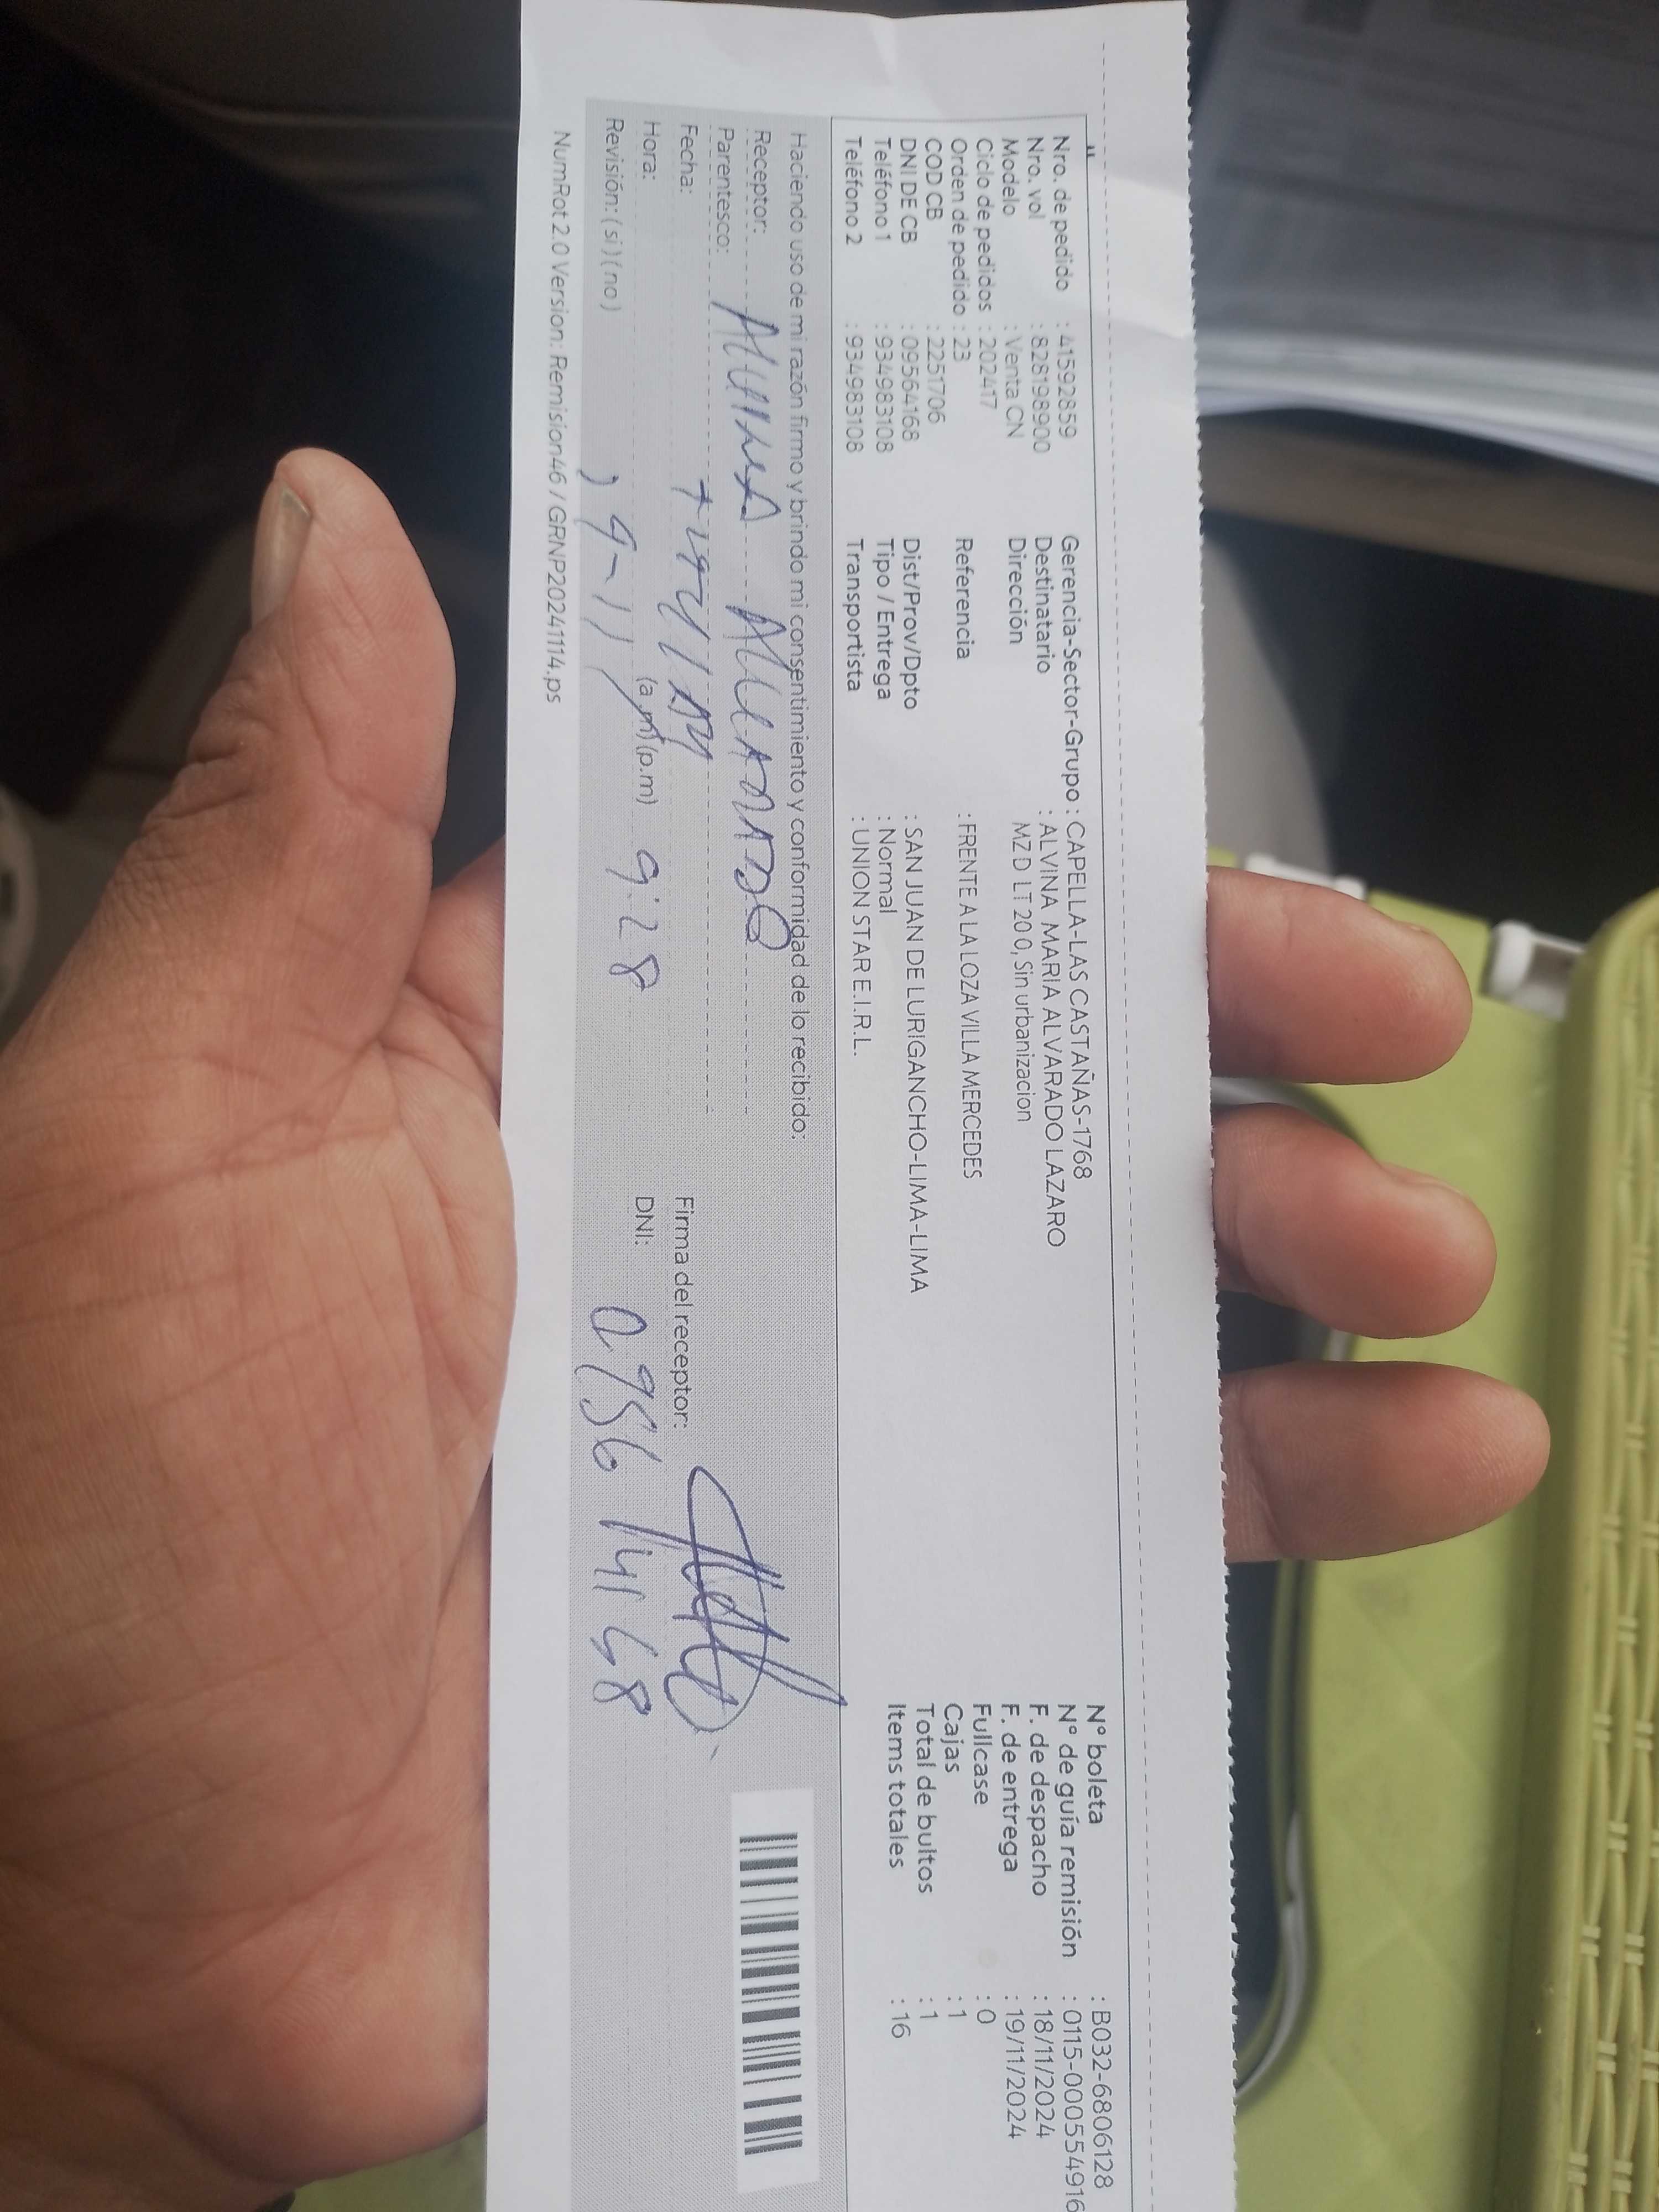 Nro. de pedido : 41592859 Gerencia-Sector-Grupo : CAPELLA-LAS CASTAÑAS-1768 N° boleta : B032-6806128
Nro. vol : 828198900 Destinatario : ALVINA MARIA ALVARADO LAZARO N° de guía remisión : 0115-000554916
Modelo : Venta CN Dirección MZ D LT 20 0, Sin urbanizacion F. de despacho : 18/11/2024
Ciclo de pedidos : 202417 F. de entrega : 19/11/2024
Orden de pedido : 23 Referencia : FRENTE A LA LOZA VILLA MERCEDES Fullcase : 0
COD CB : 2251706 Cajas : 1
DNI DE CB : 09564168 Dist/Prov/Dpto : SAN JUAN DE LURIGANCHO-LIMA-LIMA Total de bultos : 1
Teléfono 1 : 934983108 Tipo / Entrega : Normal Items totales : 16
Teléfono 2 : 934983108 Transportista : UNION STAR E.I.R.L.
Haciendo uso de mi razón firmo y brindo mi consentimiento y conformidad de lo recibido:
Receptor: ALVINA ALVARADO
Parentesco:
Fecha: Firma del receptor:
Hora: (a.m) (p.m) 9:28 DNI: 09564168
Revisión: ( si ) ( no )
NumRot 2.0 Version: Remision46 / GRNP20241114.ps